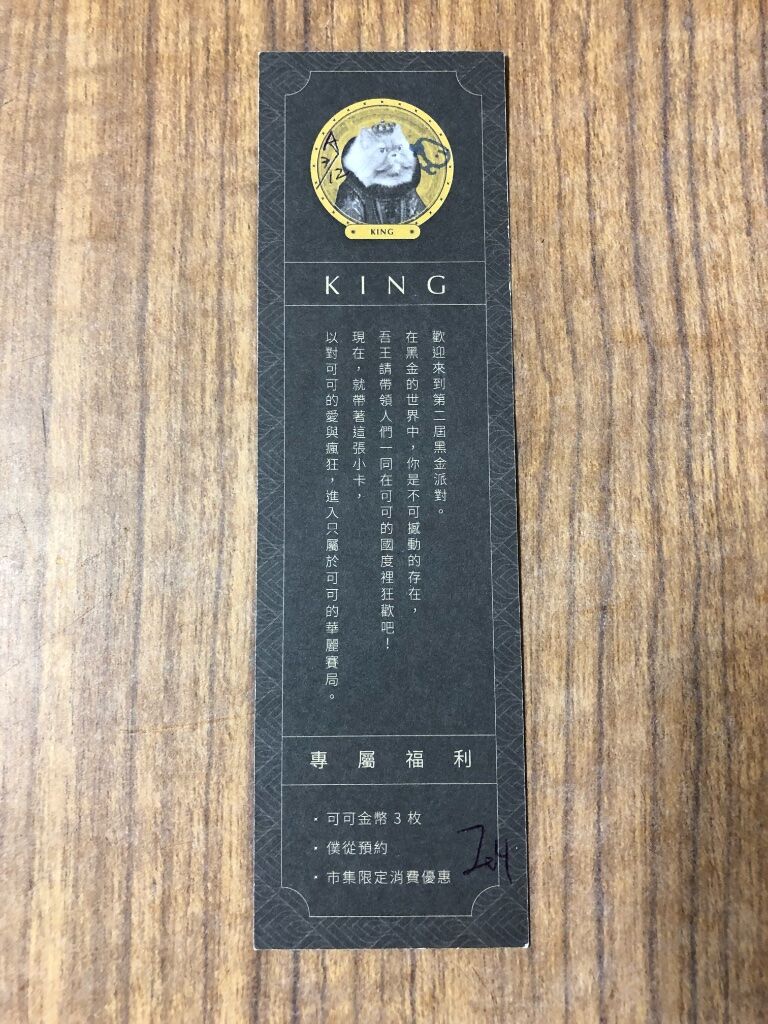 A
3/12
KING
KING
歡迎來到第二屆黑金派對。
在黑金的世界中，你是不可撼動的存在，
吾王請帶領人們一同在可可的國度裡狂歡吧！
現在，就帶著這張小卡，
以對可可的愛與瘋狂，進入只屬於可可的華麗賽局。
專屬福利
・可可金幣 3 枚
・僕從預約
・市集限定消費優惠